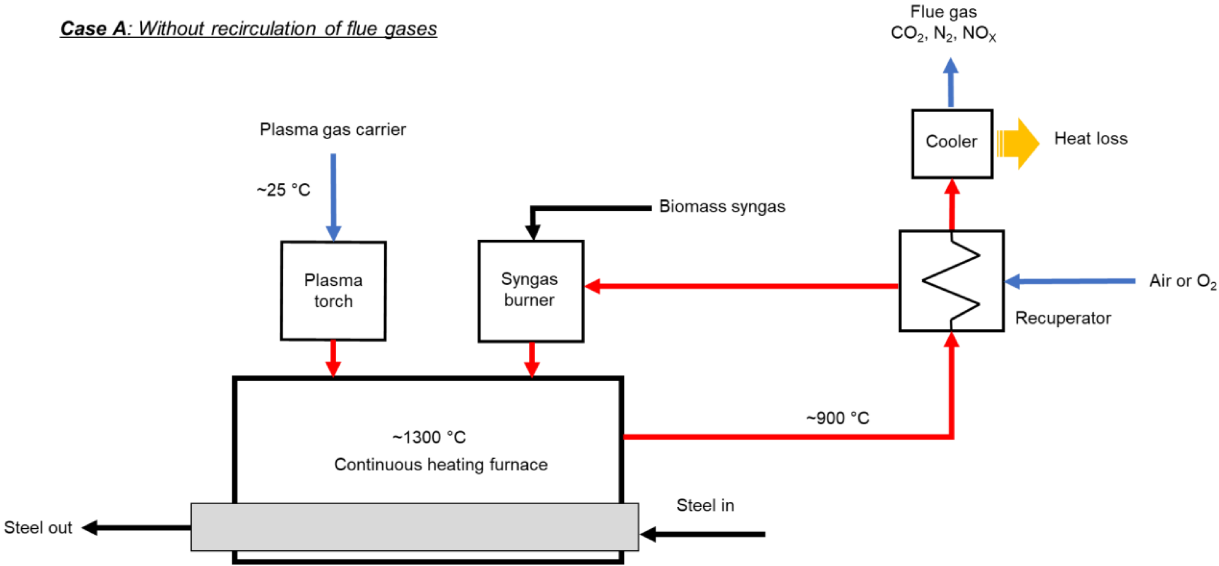 Case A: Without recirculation of flue gases
Flue gas
CO₂, N₂, NOₓ
Plasma gas carrier
Cooler
Heat loss
~25 °C
Biomass syngas
Plasma
torch
Syngas
burner
Air or O₂
Recuperator
~900 °C
~1300 °C
Continuous heating furnace
Steel in
Steel out